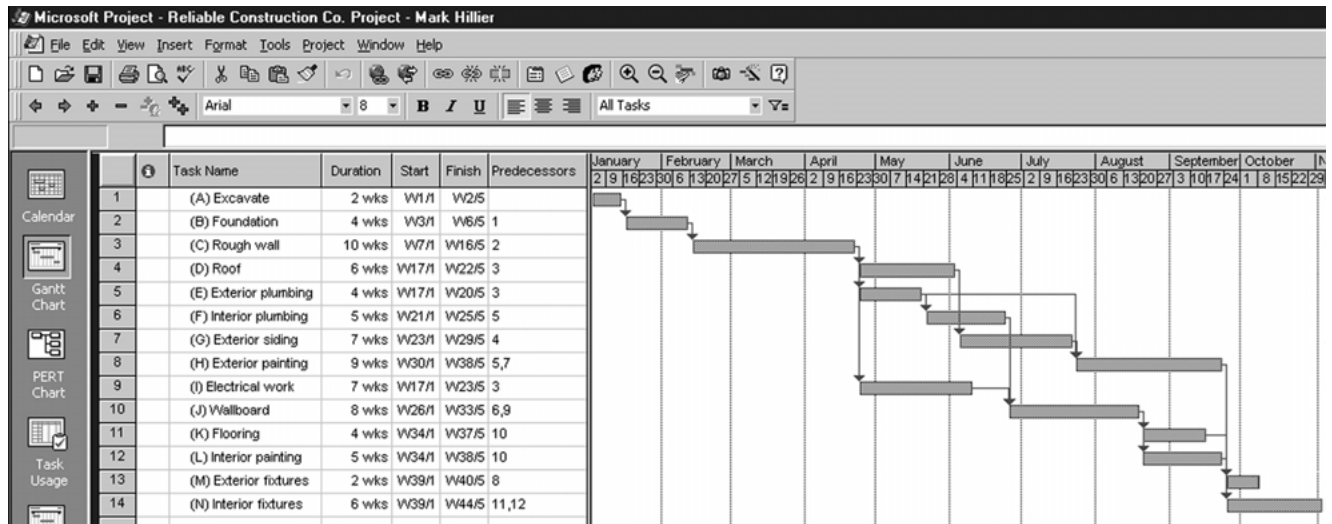 Microsoft Project - Reliable Construction Co. Project - Mark Hillier
File Edit View Insert Format Tools Project Window Help
Arial 8 B I U All Tasks
Task Name Duration Start Finish Predecessors January February March April May June July August September October N
2 9 16 23 30 6 13 20 27 5 12 19 26 2 9 16 23 30 7 14 21 28 4 11 18 25 2 9 16 23 30 6 13 20 27 3 10 17 24 1 8 15 22 29
1 (A) Excavate 2 wks W1/1 W2/5
2 (B) Foundation 4 wks W3/1 W6/5 1
3 (C) Rough wall 10 wks W7/1 W16/5 2
4 (D) Roof 6 wks W17/1 W22/5 3
5 (E) Exterior plumbing 4 wks W17/1 W20/5 3
6 (F) Interior plumbing 5 wks W21/1 W25/5 5
7 (G) Exterior siding 7 wks W23/1 W29/5 4
8 (H) Exterior painting 9 wks W30/1 W38/5 5,7
9 (I) Electrical work 7 wks W17/1 W23/5 3
10 (J) Wallboard 8 wks W26/1 W33/5 6,9
11 (K) Flooring 4 wks W34/1 W37/5 10
12 (L) Interior painting 5 wks W34/1 W38/5 10
13 (M) Exterior fixtures 2 wks W39/1 W40/5 8
14 (N) Interior fixtures 6 wks W39/1 W44/5 11,12
Calendar
Gantt
Chart
PERT
Chart
Task
Usage